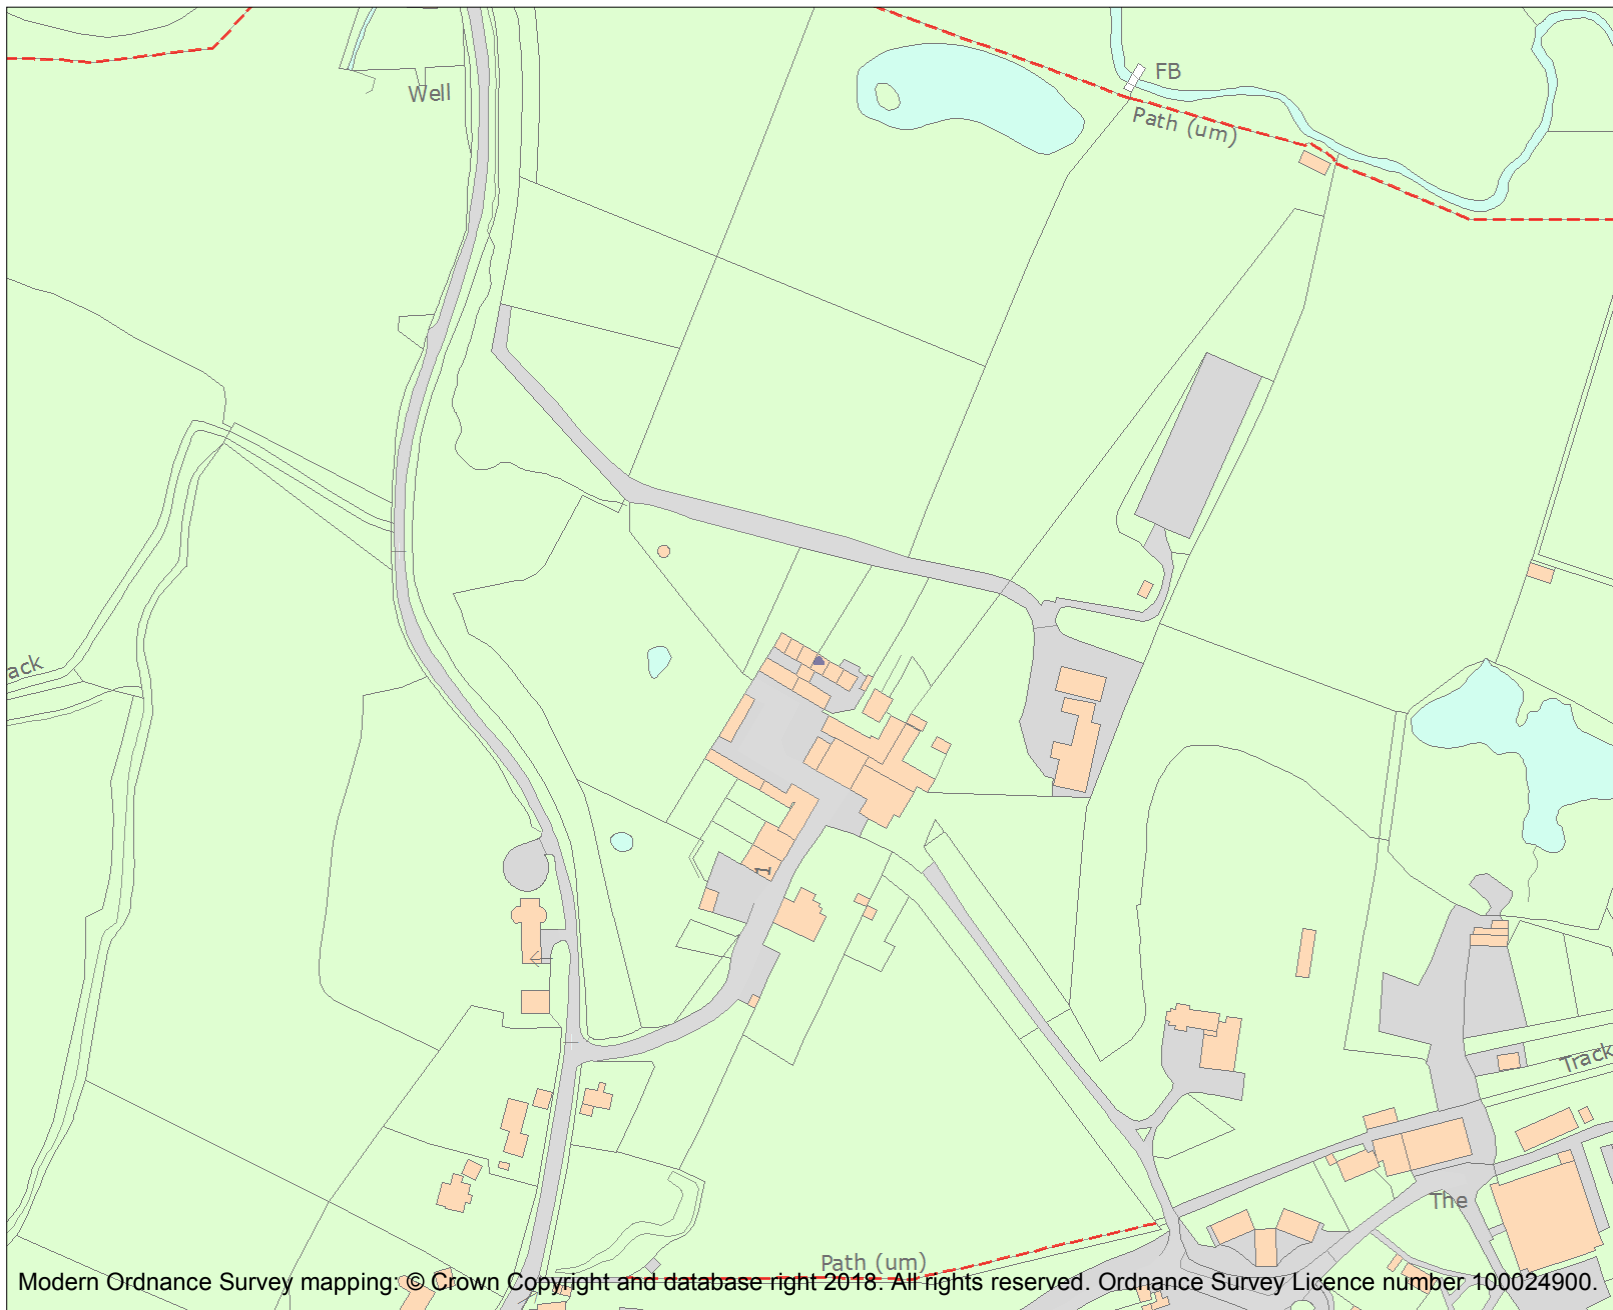 FB
Well
Path (um)
ack
1
Track
The
Path (um)
Modern Ordnance Survey mapping: © Crown Copyright and database right 2018. All rights reserved. Ordnance Survey Licence number 100024900.